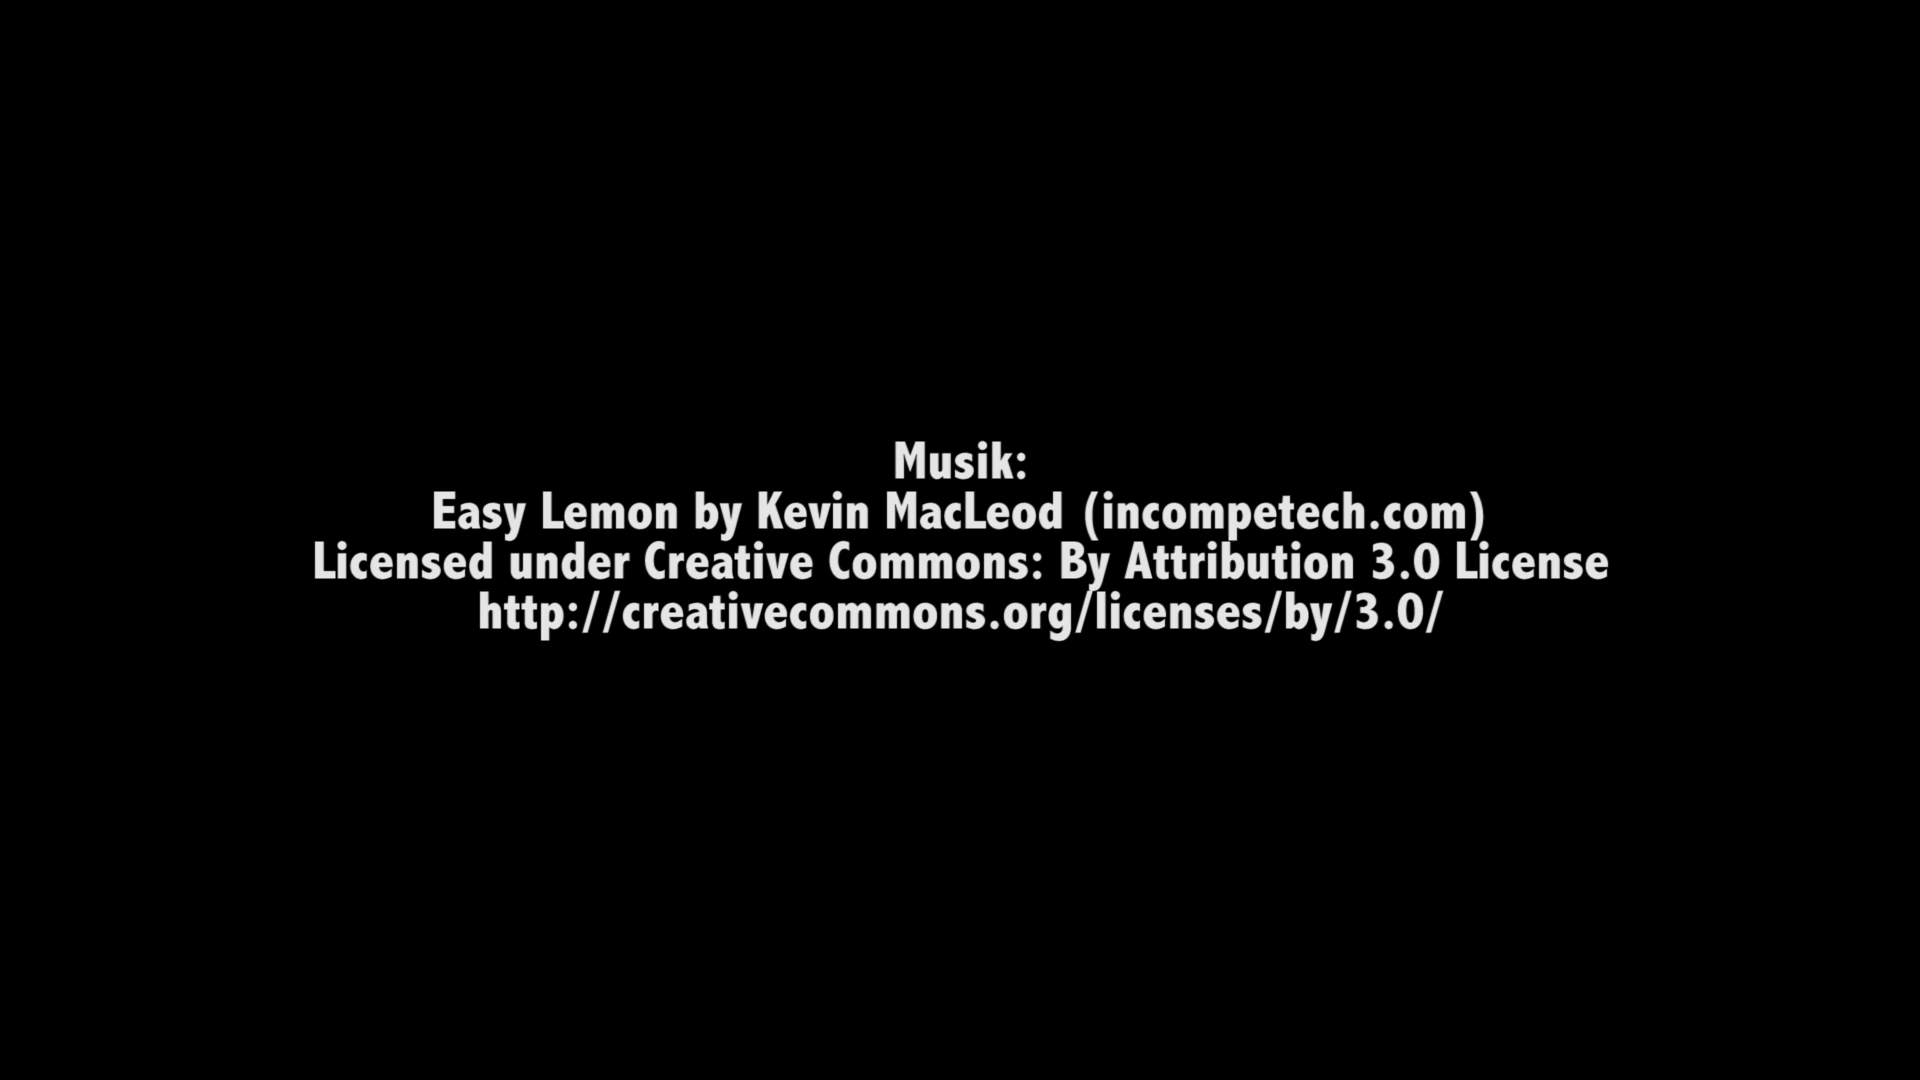 Musik:
Easy Lemon by Kevin MacLeod (incompetech.com)
Licensed under Creative Commons: By Attribution 3.0 License
http://creativecommons.org/licenses/by/3.0/